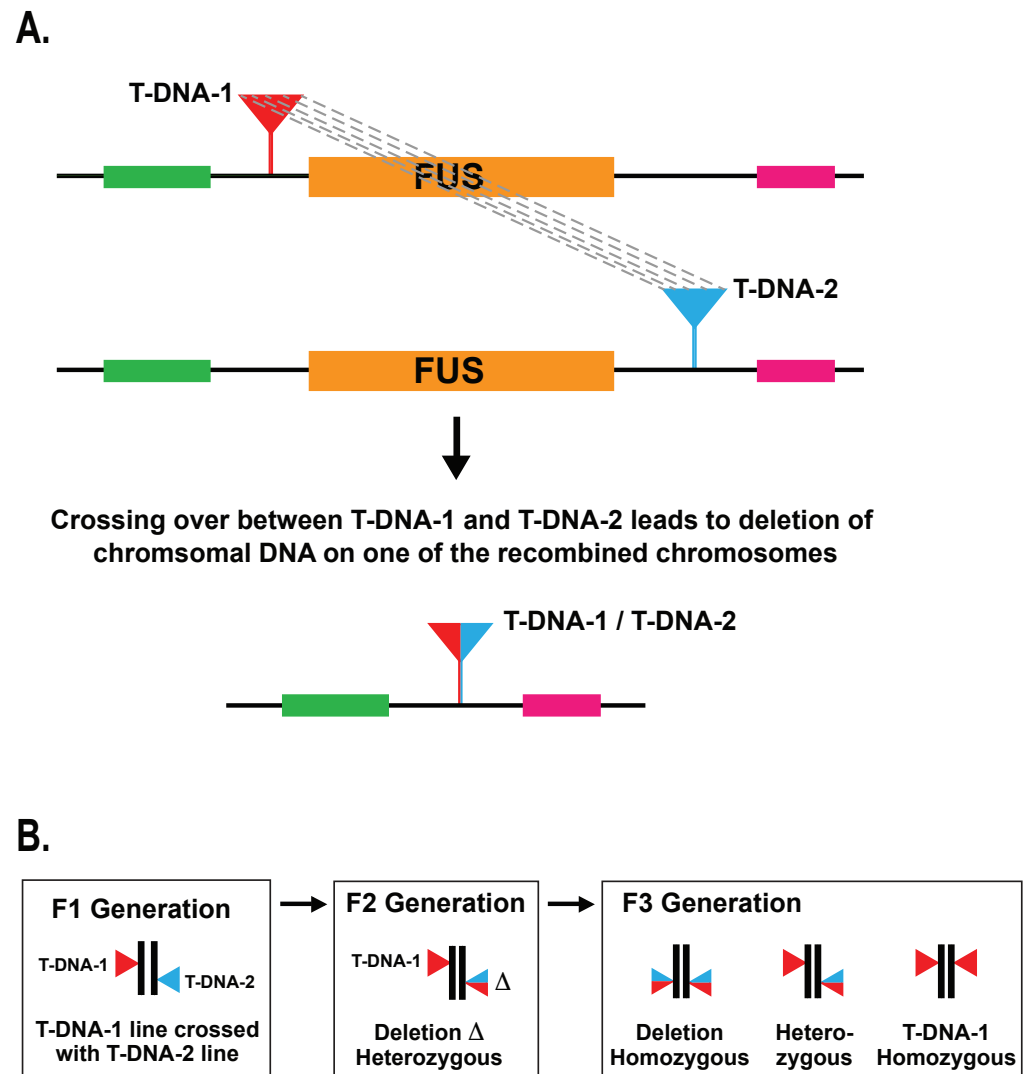 A.
T-DNA-1
FUS
T-DNA-2
FUS
Crossing over between T-DNA-1 and T-DNA-2 leads to deletion of
chromsomal DNA on one of the recombined chromosomes
T-DNA-1 / T-DNA-2
B.
F1 Generation
T-DNA-1
T-DNA-2
T-DNA-1 line crossed
with T-DNA-2 line
F2 Generation
T-DNA-1
Δ
Deletion Δ
Heterozygous
F3 Generation
Deletion
Homozygous
Hetero-
zygous
T-DNA-1
Homozygous